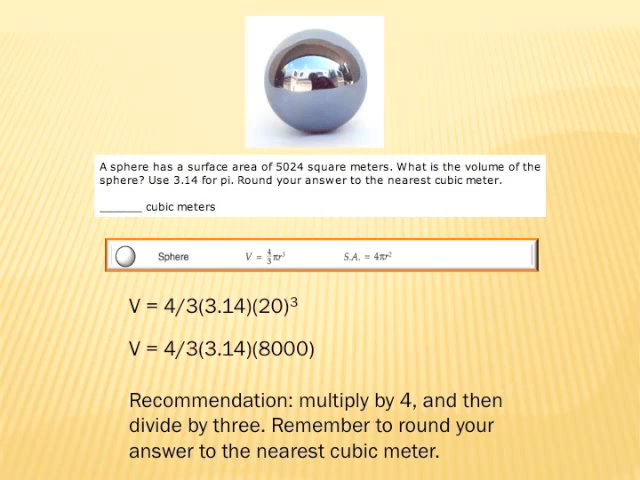 A sphere has a surface area of 5024 square meters. What is the volume of the
sphere? Use 3.14 for pi. Round your answer to the nearest cubic meter.
_______ cubic meters
Sphere V = 4/3 πr³ S.A. = 4πr²
V = 4/3(3.14)(20)³
V = 4/3(3.14)(8000)
Recommendation: multiply by 4, and then
divide by three. Remember to round your
answer to the nearest cubic meter.